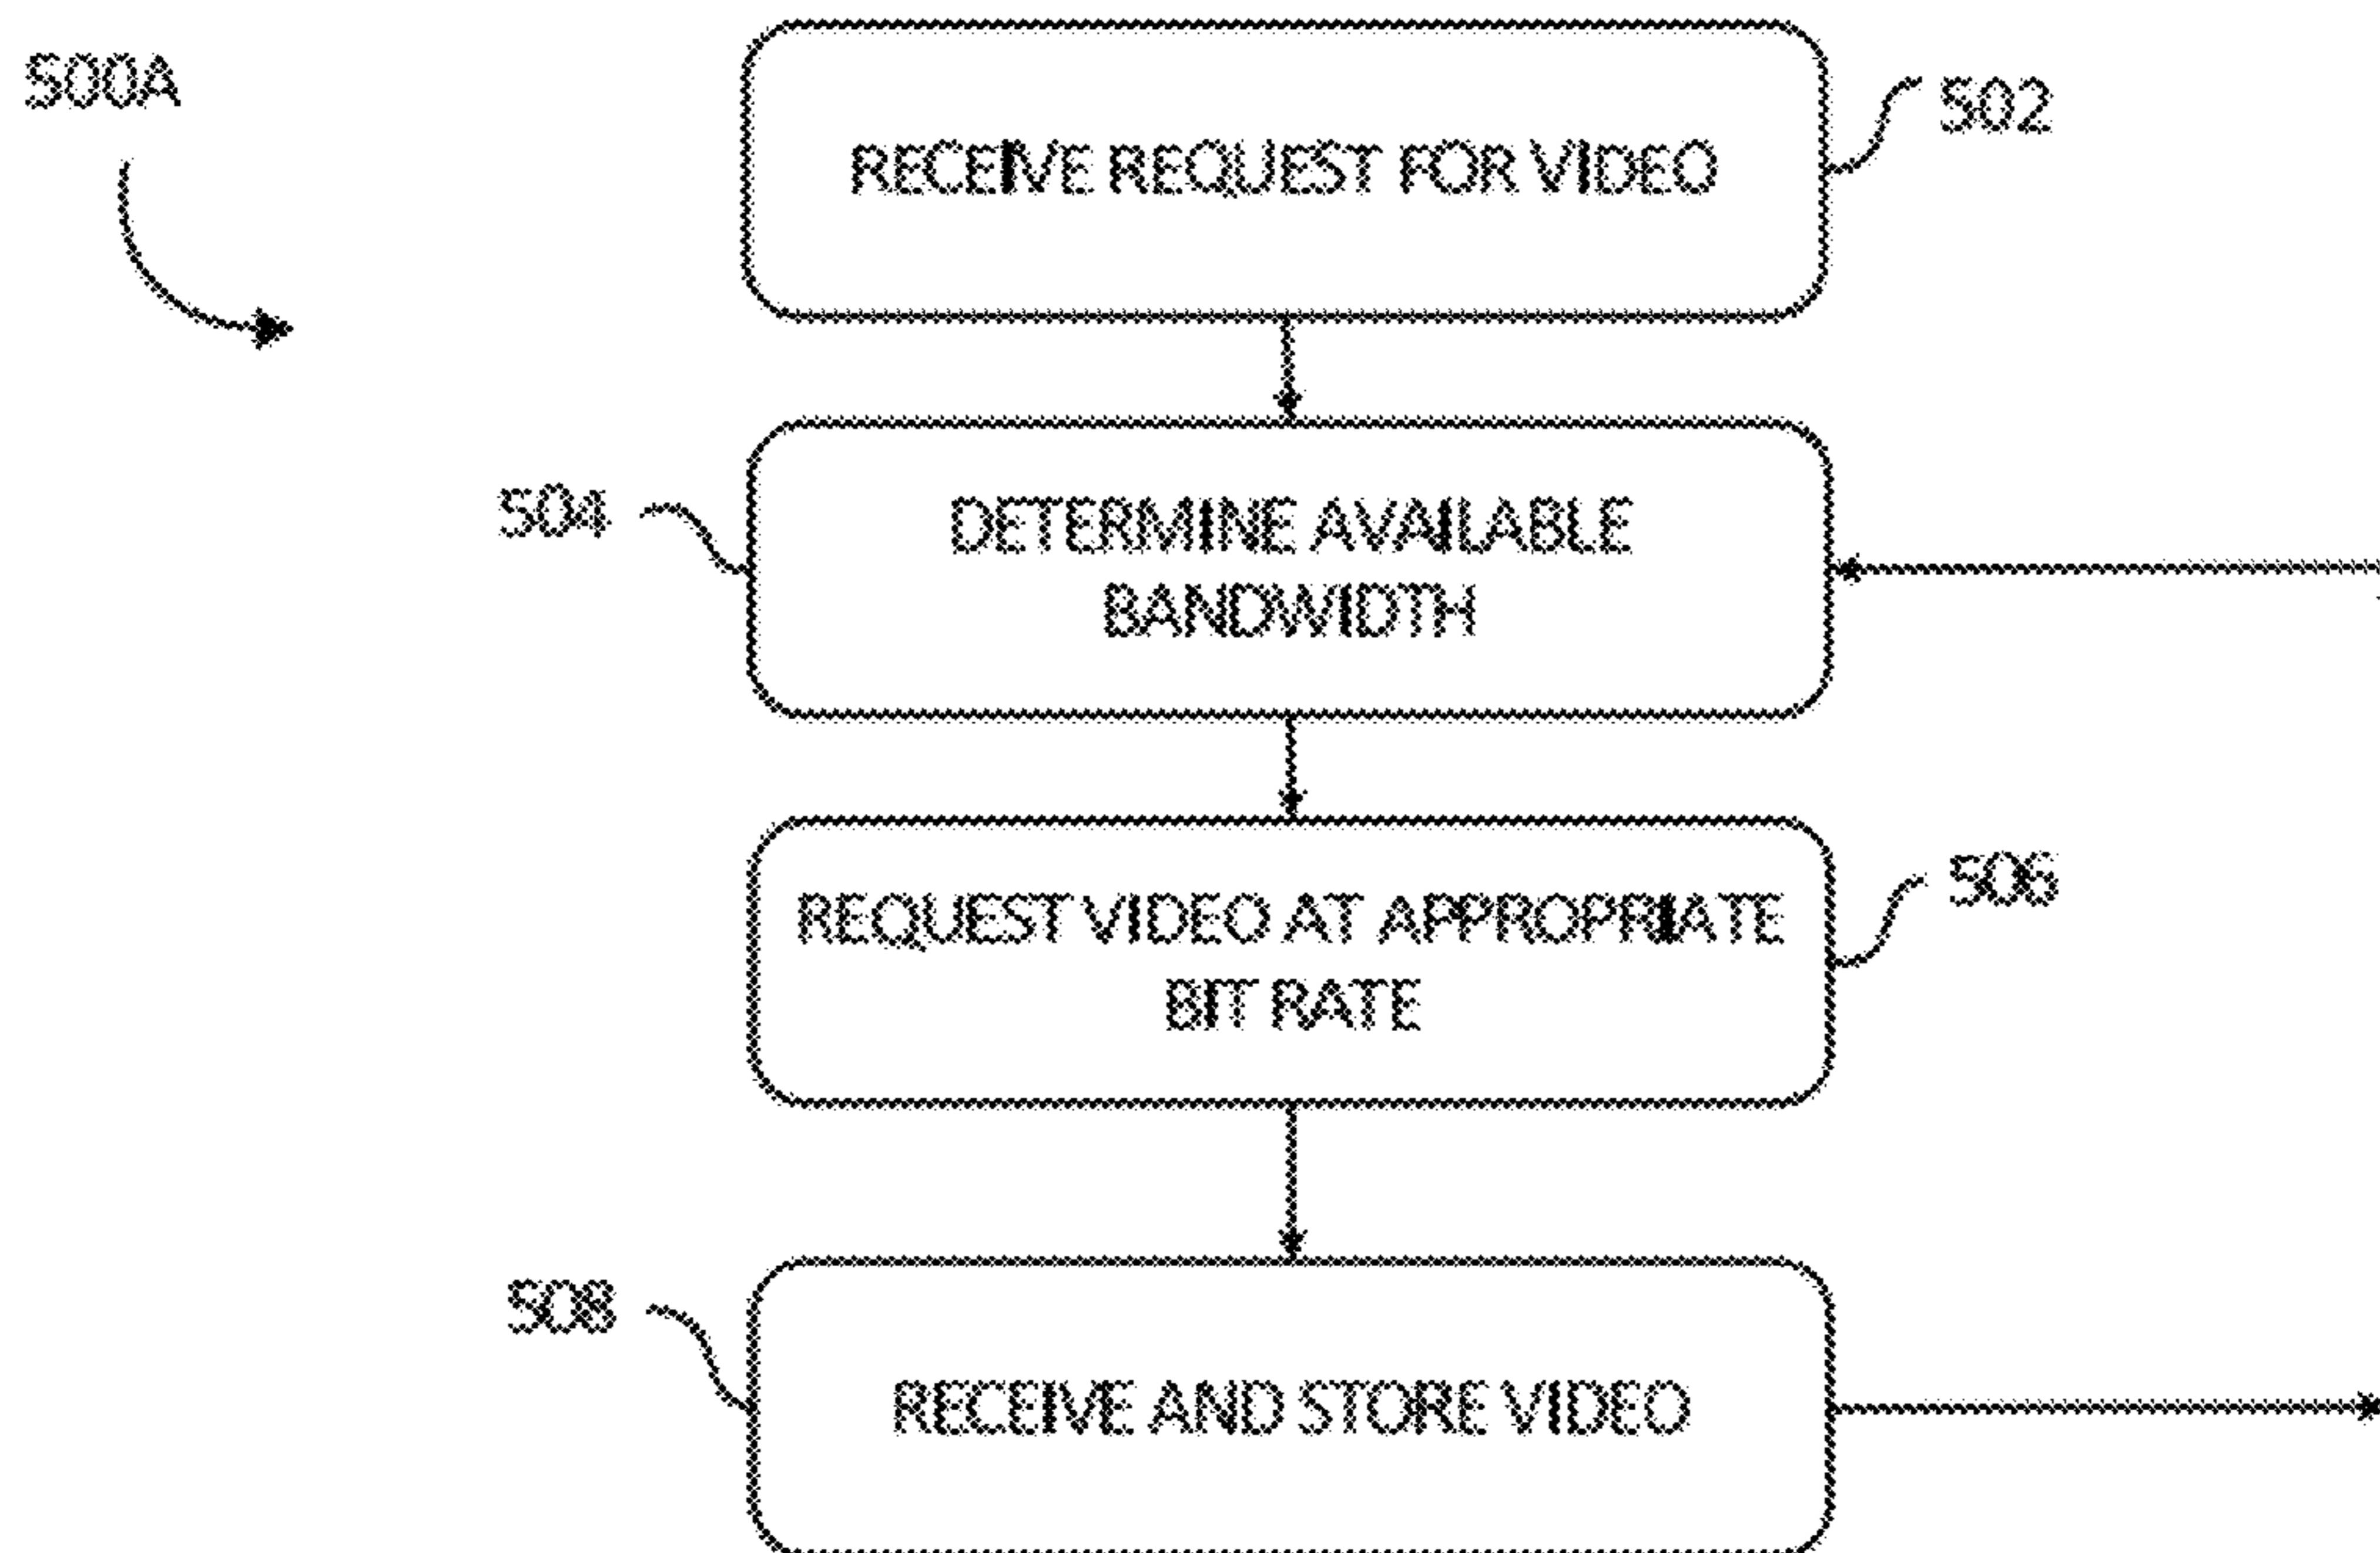 500A
RECEIVE REQUEST FOR VIDEO
502
504
DETERMINE AVAILABLE
BANDWIDTH
REQUEST VIDEO AT APPROPRIATE
BIT RATE
506
508
RECEIVE AND STORE VIDEO